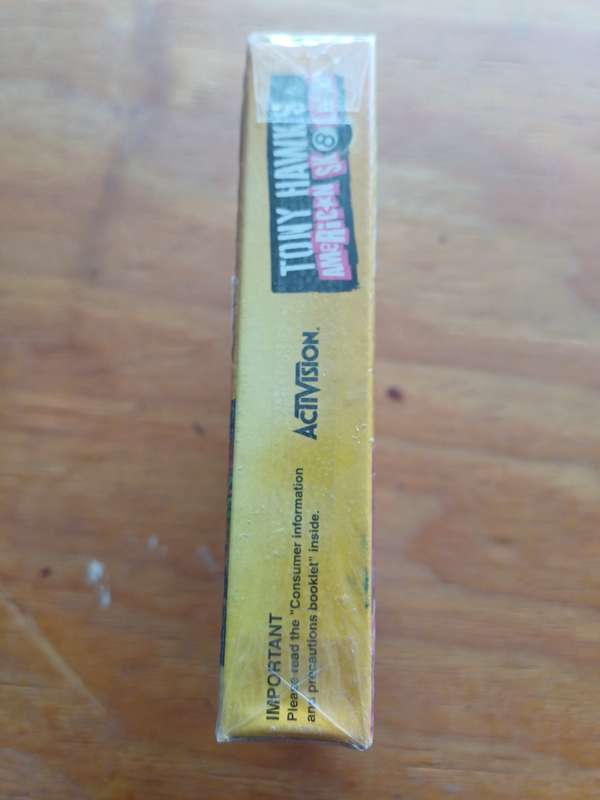 IMPORTANT
Please read the "Consumer information
and precautions booklet" inside.
ACTIVISION.
TONY HAWK'S
AMERICAN SK8LAND